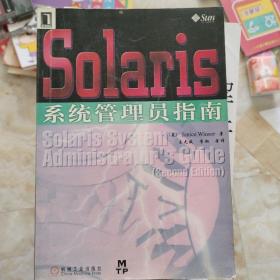 Sun
Solaris
系统管理员指南
Solaris System
Administrator's Guide
(Second Edition)
Janice Winsor 著
M
TP
机械工业出版社